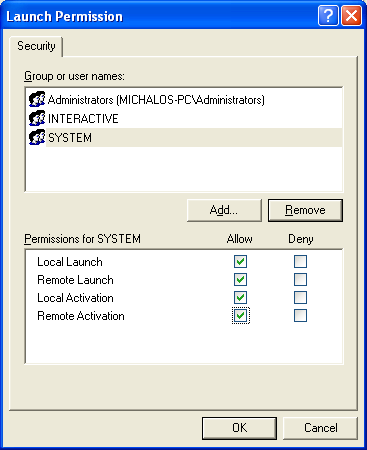 Launch Permission
Security
Group or user names:
Administrators (MICHALOS-PC\Administrators)
INTERACTIVE
SYSTEM
Add... Remove
Permissions for SYSTEM Allow Deny
Local Launch
Remote Launch
Local Activation
Remote Activation
OK Cancel